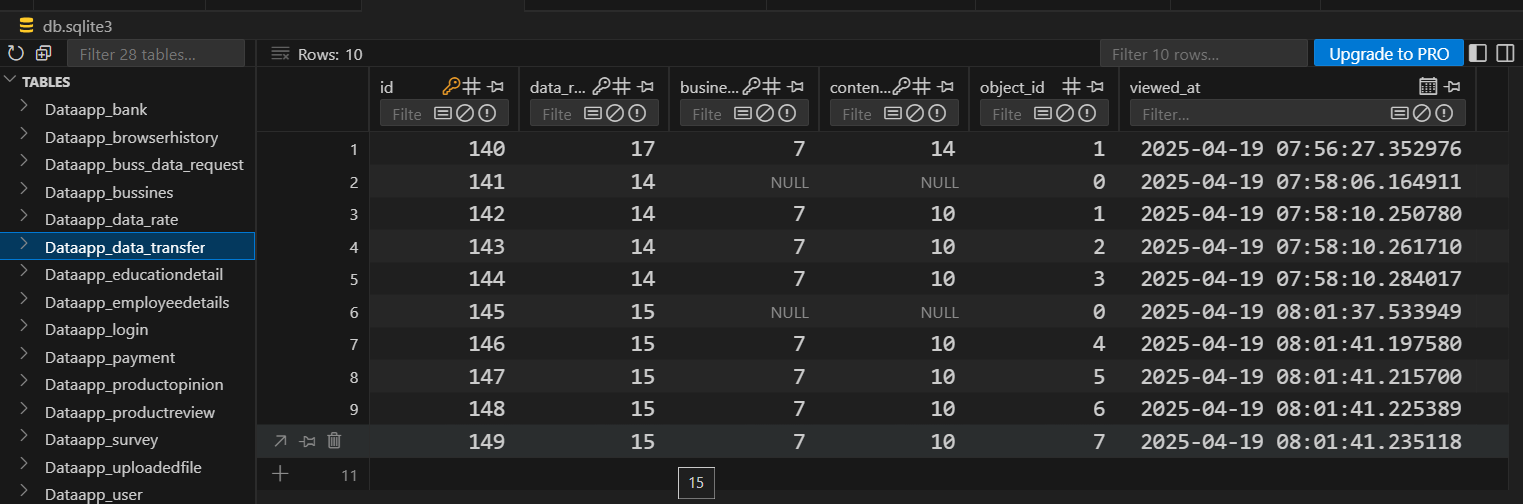 db.sqlite3
Filter 28 tables...
Rows: 10
Filter 10 rows...
Upgrade to PRO
TABLES
Dataapp_bank
Dataapp_browserhistory
Dataapp_buss_data_request
Dataapp_bussines
Dataapp_data_rate
Dataapp_data_transfer
Dataapp_educationdetail
Dataapp_employeedetails
Dataapp_login
Dataapp_payment
Dataapp_productopinion
Dataapp_productreview
Dataapp_survey
Dataapp_uploadedfile
Dataapp_user
id data_r... busine... conten... object_id viewed_at
Filte Filte Filte Filte Filte Filter...
1 140 17 7 14 1 2025-04-19 07:56:27.352976
2 141 14 NULL NULL 0 2025-04-19 07:58:06.164911
3 142 14 7 10 1 2025-04-19 07:58:10.250780
4 143 14 7 10 2 2025-04-19 07:58:10.261710
5 144 14 7 10 3 2025-04-19 07:58:10.284017
6 145 15 NULL NULL 0 2025-04-19 08:01:37.533949
7 146 15 7 10 4 2025-04-19 08:01:41.197580
8 147 15 7 10 5 2025-04-19 08:01:41.215700
9 148 15 7 10 6 2025-04-19 08:01:41.225389
149 15 7 10 7 2025-04-19 08:01:41.235118
11
15